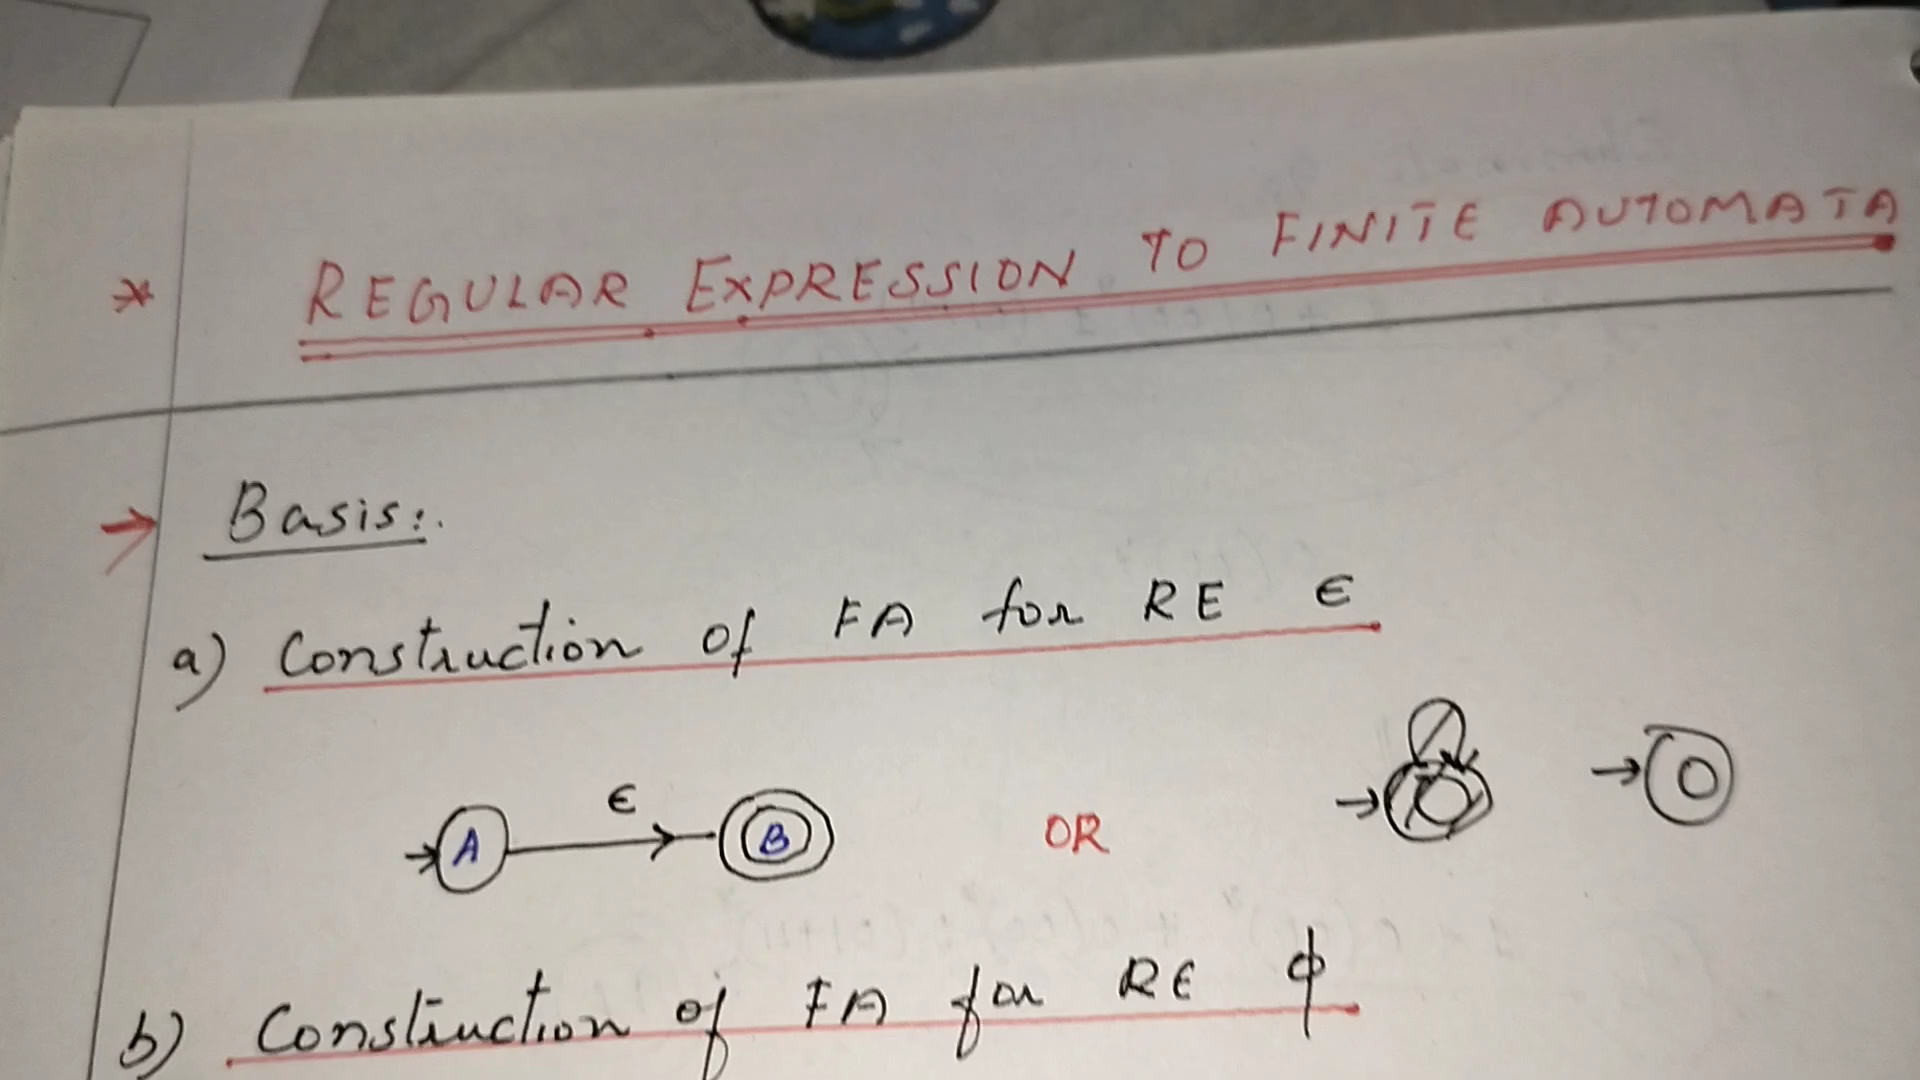 * REGULAR EXPRESSION TO FINITE AUTOMATA
→ Basis:.
a) Construction of FA for RE ϵ
→ A ϵ B OR → →
b) Construction of FA for RE ϕ